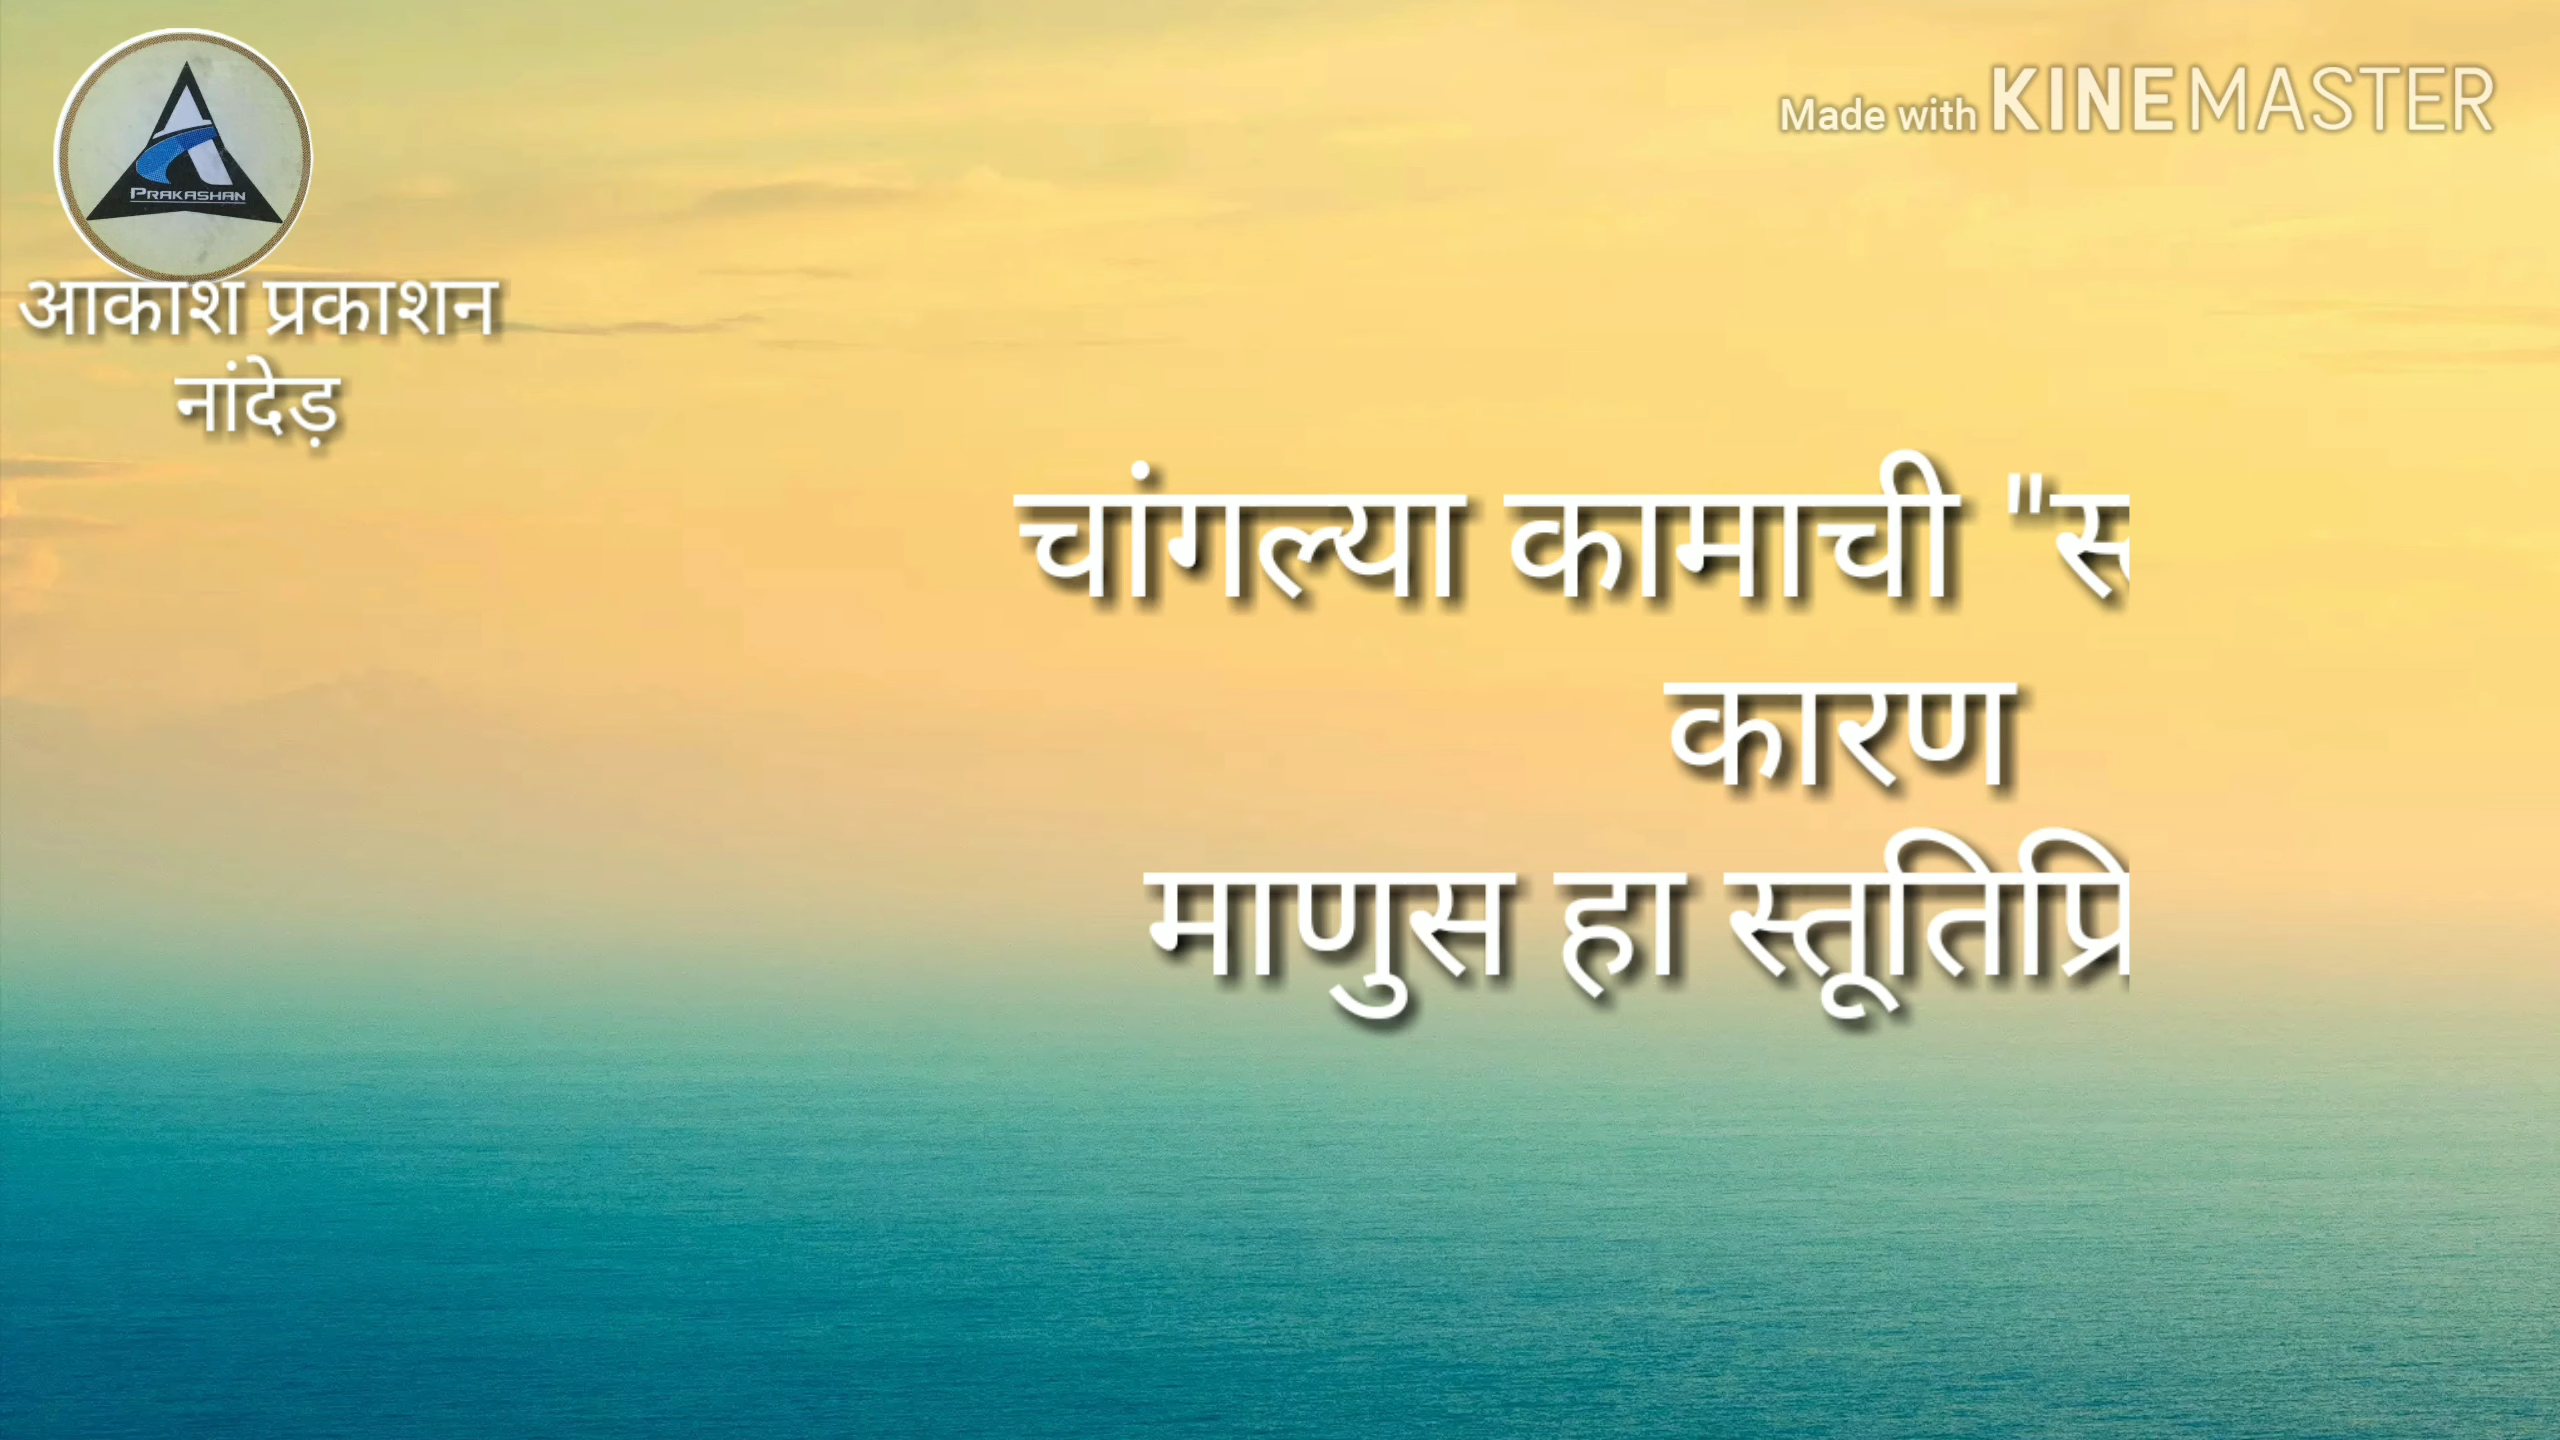 PRAKASHAN
आकाश प्रकाशन
नांदेड़
Made with KINEMASTER
चांगल्या कामाची
कारण
माणुस हा